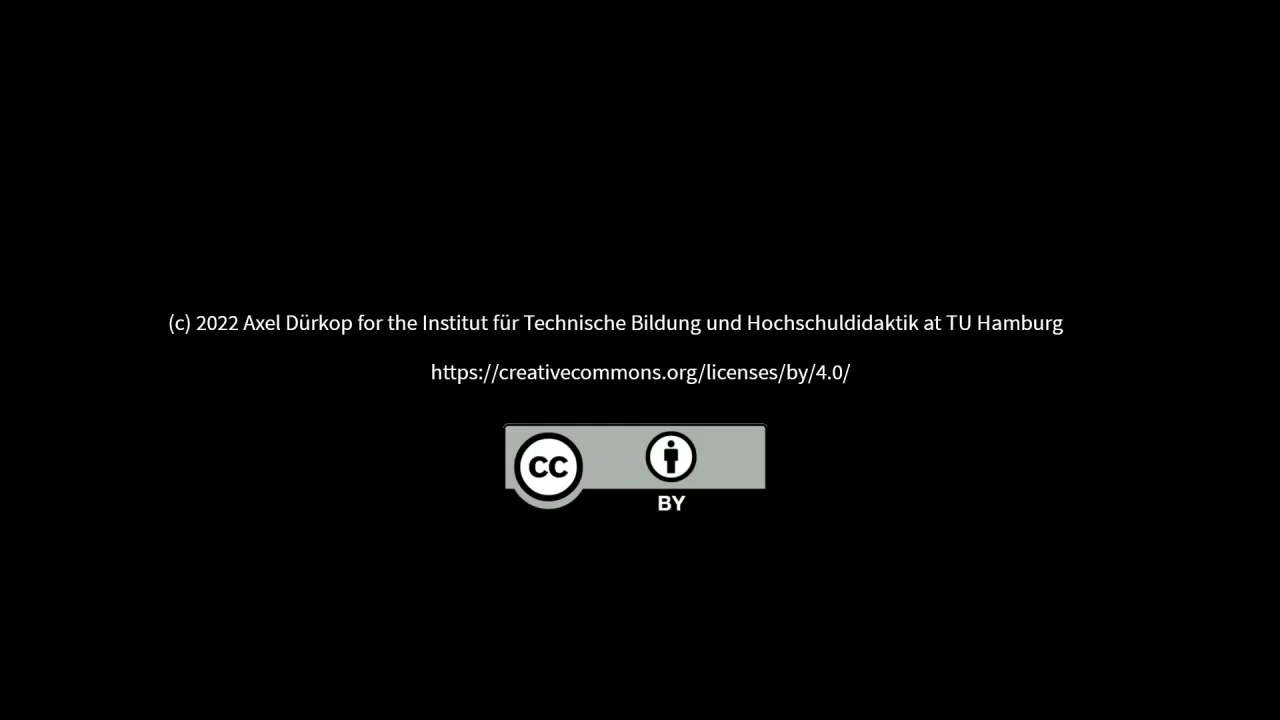 (c) 2022 Axel Dürkop for the Institut für Technische Bildung und Hochschuldidaktik at TU Hamburg
https://creativecommons.org/licenses/by/4.0/
CC
BY